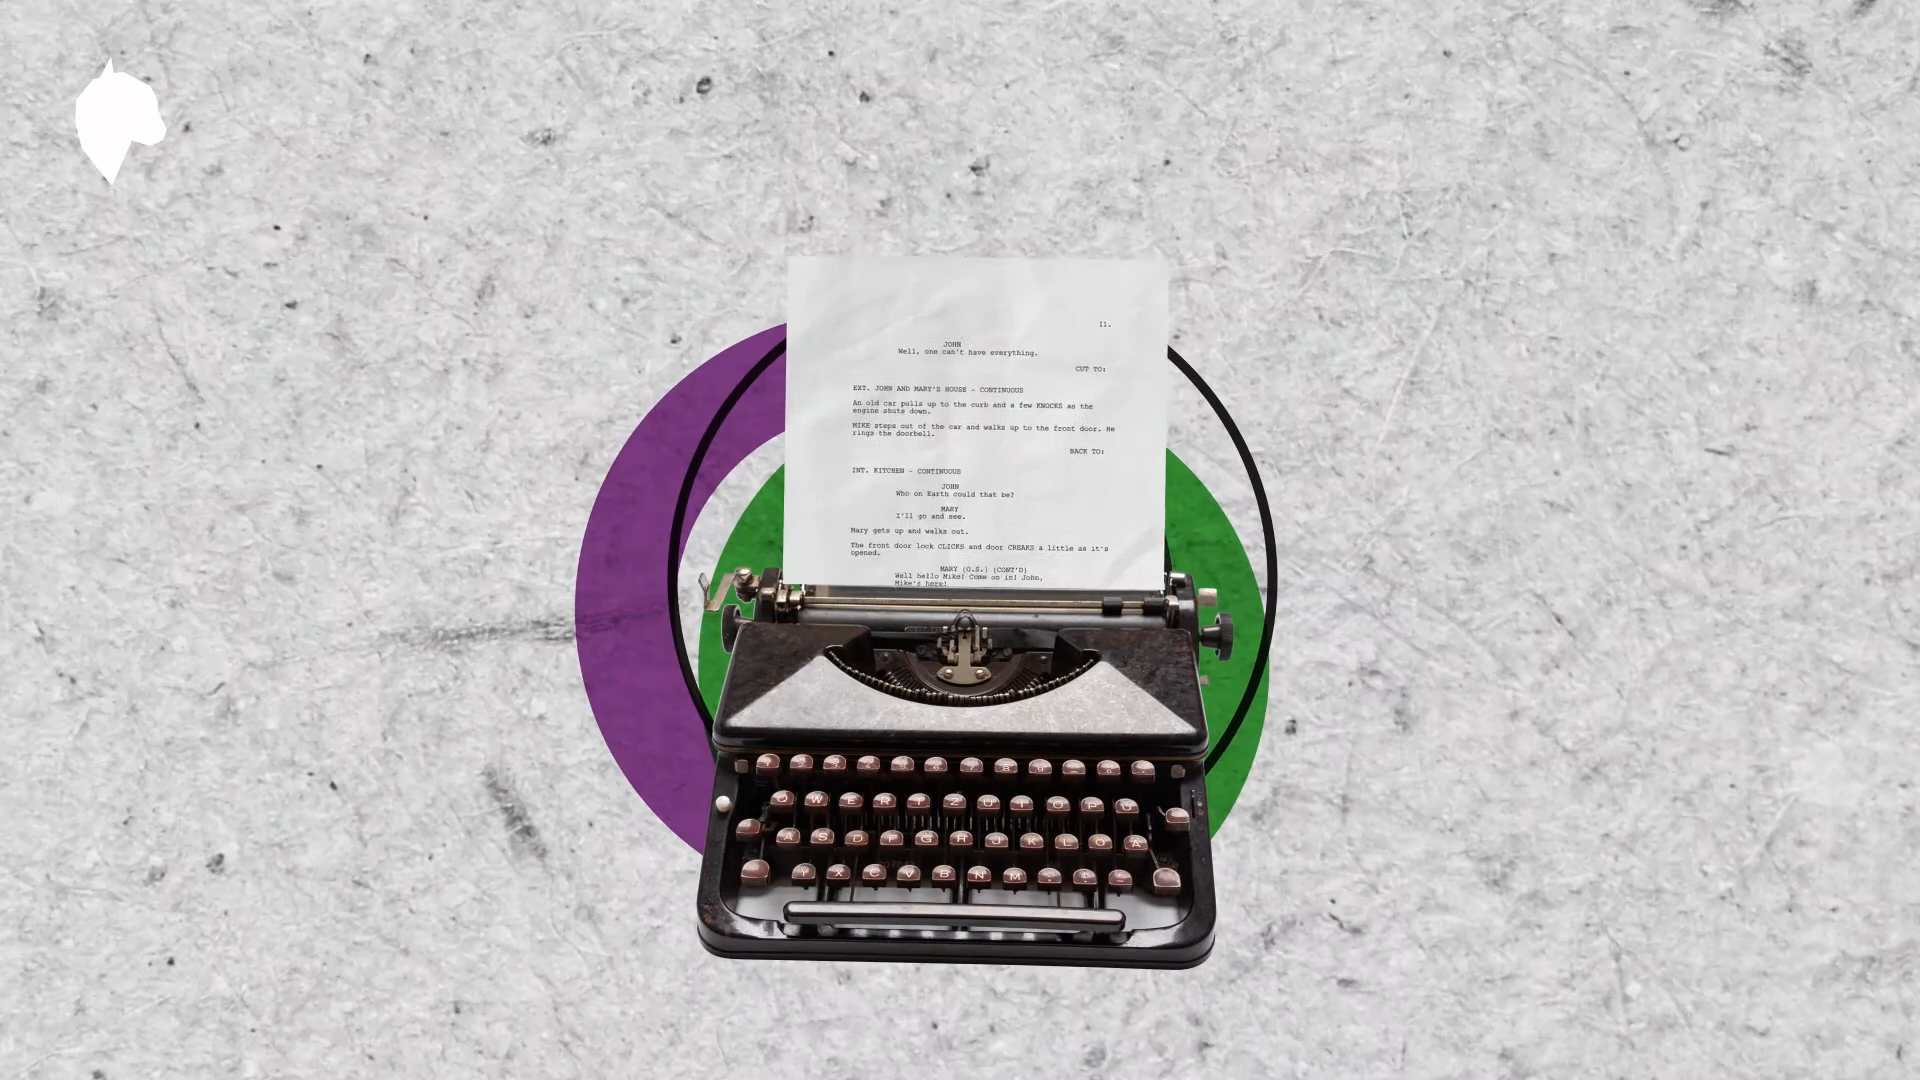 11.
JOHN
Well, one can't have everything.
CUT TO:
EXT. JOHN AND MARY'S HOUSE - CONTINUOUS
An old car pulls up to the curb and a few KNOCKS as the
engine shuts down.
MIKE steps out of the car and walks up to the front door. He
rings the doorbell.
BACK TO:
INT. KITCHEN - CONTINUOUS
JOHN
Who on Earth could that be?
MARY
I'll go and see.
Mary gets up and walks out.
The front door lock CLICKS and door CREAKS a little as it's
opened.
MARY (O.S.) (CONT'D)
Well hello Mike! Come on in! John,
Mike's here!
Q W E R T Z U I O P Ü
A S D F G H J K L Ö Ä
Y X C V B N M